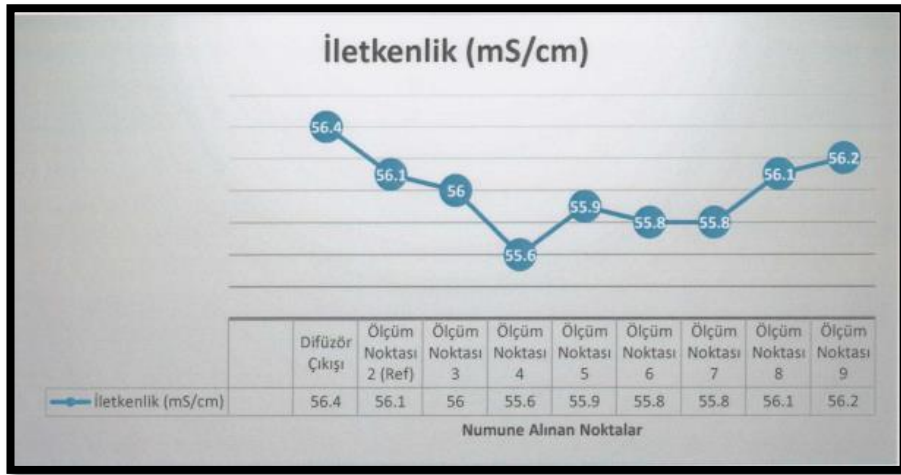 İletkenlik (mS/cm)
56.4
56.1
56
55.6
55.9
55.8
55.8
56.1
56.2
Difüzör Çıkışı
Ölçüm Noktası 2 (Ref)
Ölçüm Noktası 3
Ölçüm Noktası 4
Ölçüm Noktası 5
Ölçüm Noktası 6
Ölçüm Noktası 7
Ölçüm Noktası 8
Ölçüm Noktası 9
İletkenlik (mS/cm) 56.4 56.1 56 55.6 55.9 55.8 55.8 56.1 56.2
Numune Alınan Noktalar